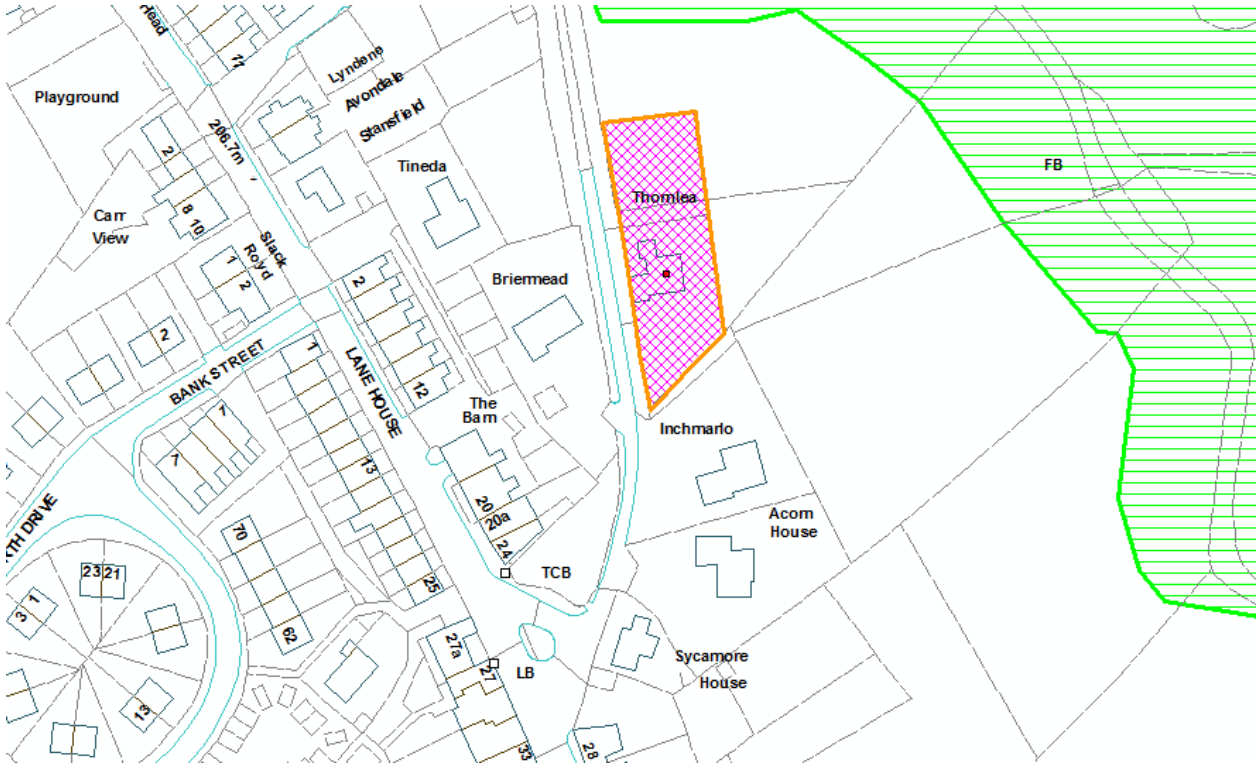 Head
11
Lyndene
Avondale
Stansfield
Playground
206.7m
2
Tineda
FB
Thornlea
Carr
View
8
10
Slack
Royd
1
2
2
Briermead
2
BANK STREET
1
LANE HOUSE
12
The
Barn
1
7
13
Inchmarlo
20
20a
24
Acorn
House
70
TCB
TH DRIVE
23
21
25
3
1
62
27a
27
LB
Sycamore
House
13
33
28